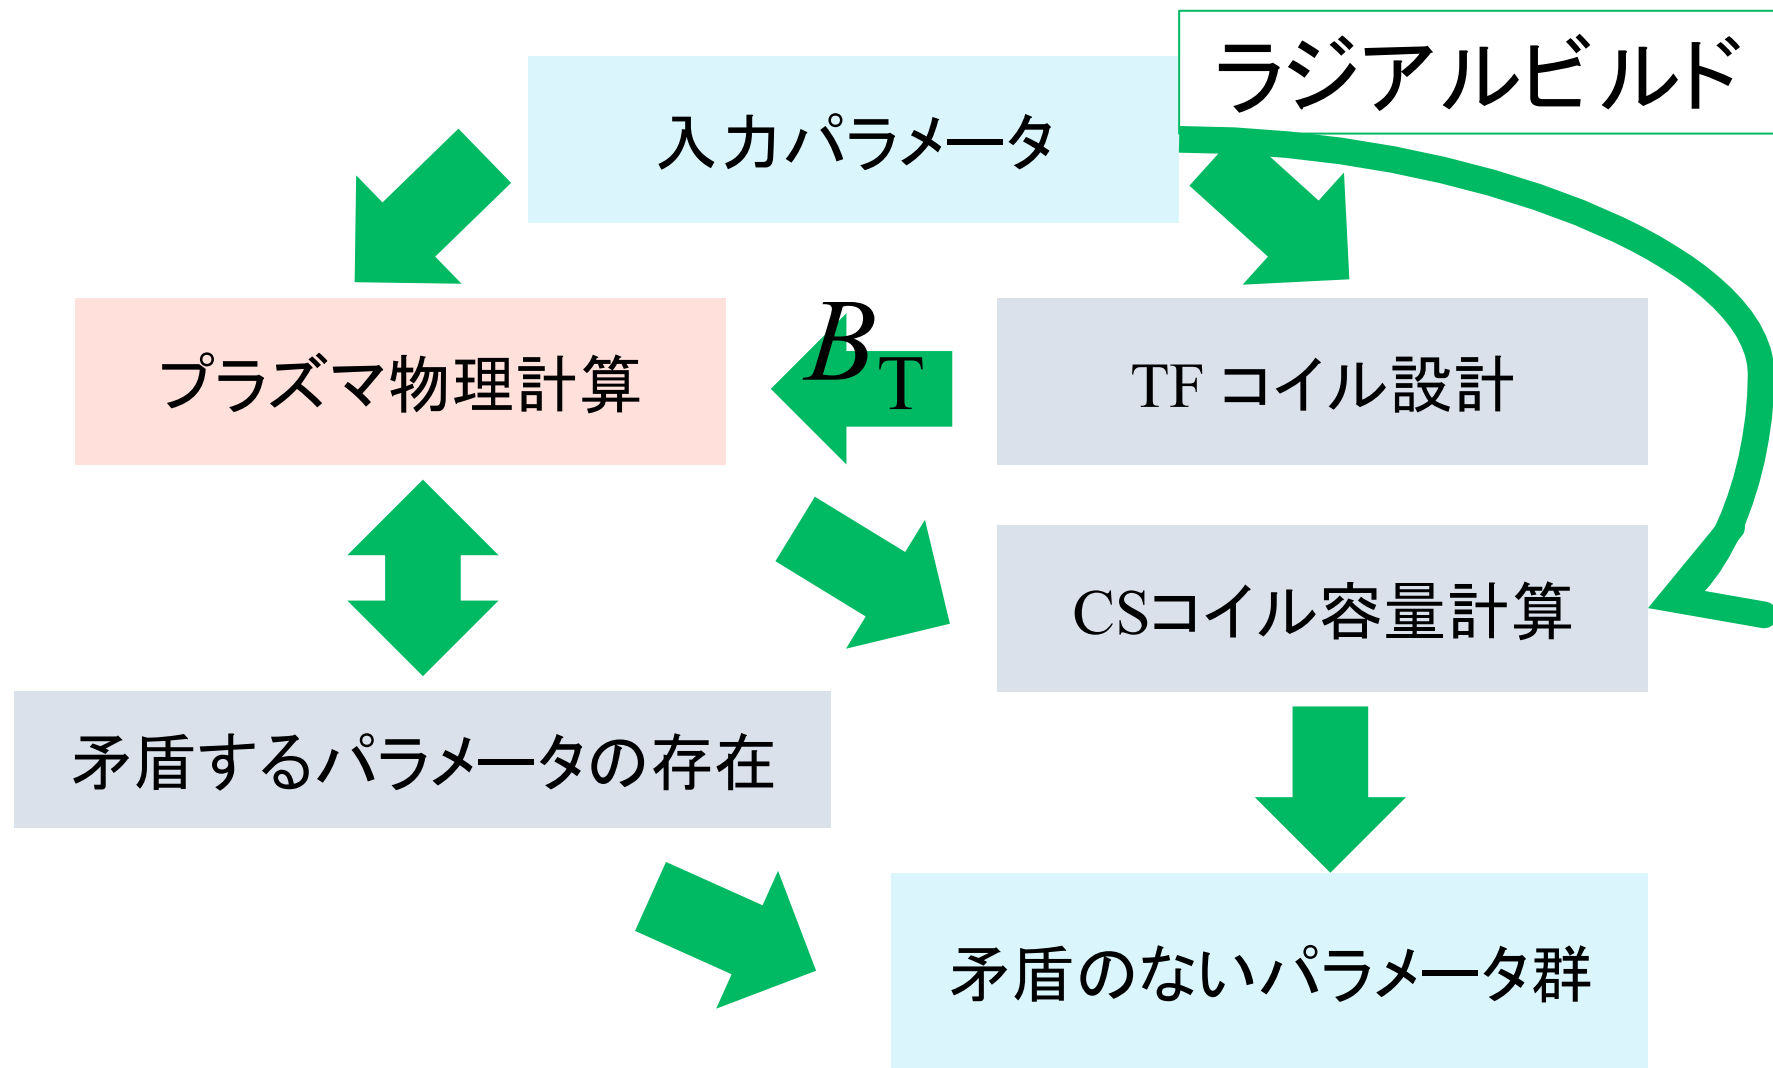 ラジアルビルド
入力パラメータ
プラズマ物理計算
BT
TF コイル設計
CSコイル容量計算
矛盾するパラメータの存在
矛盾のないパラメータ群